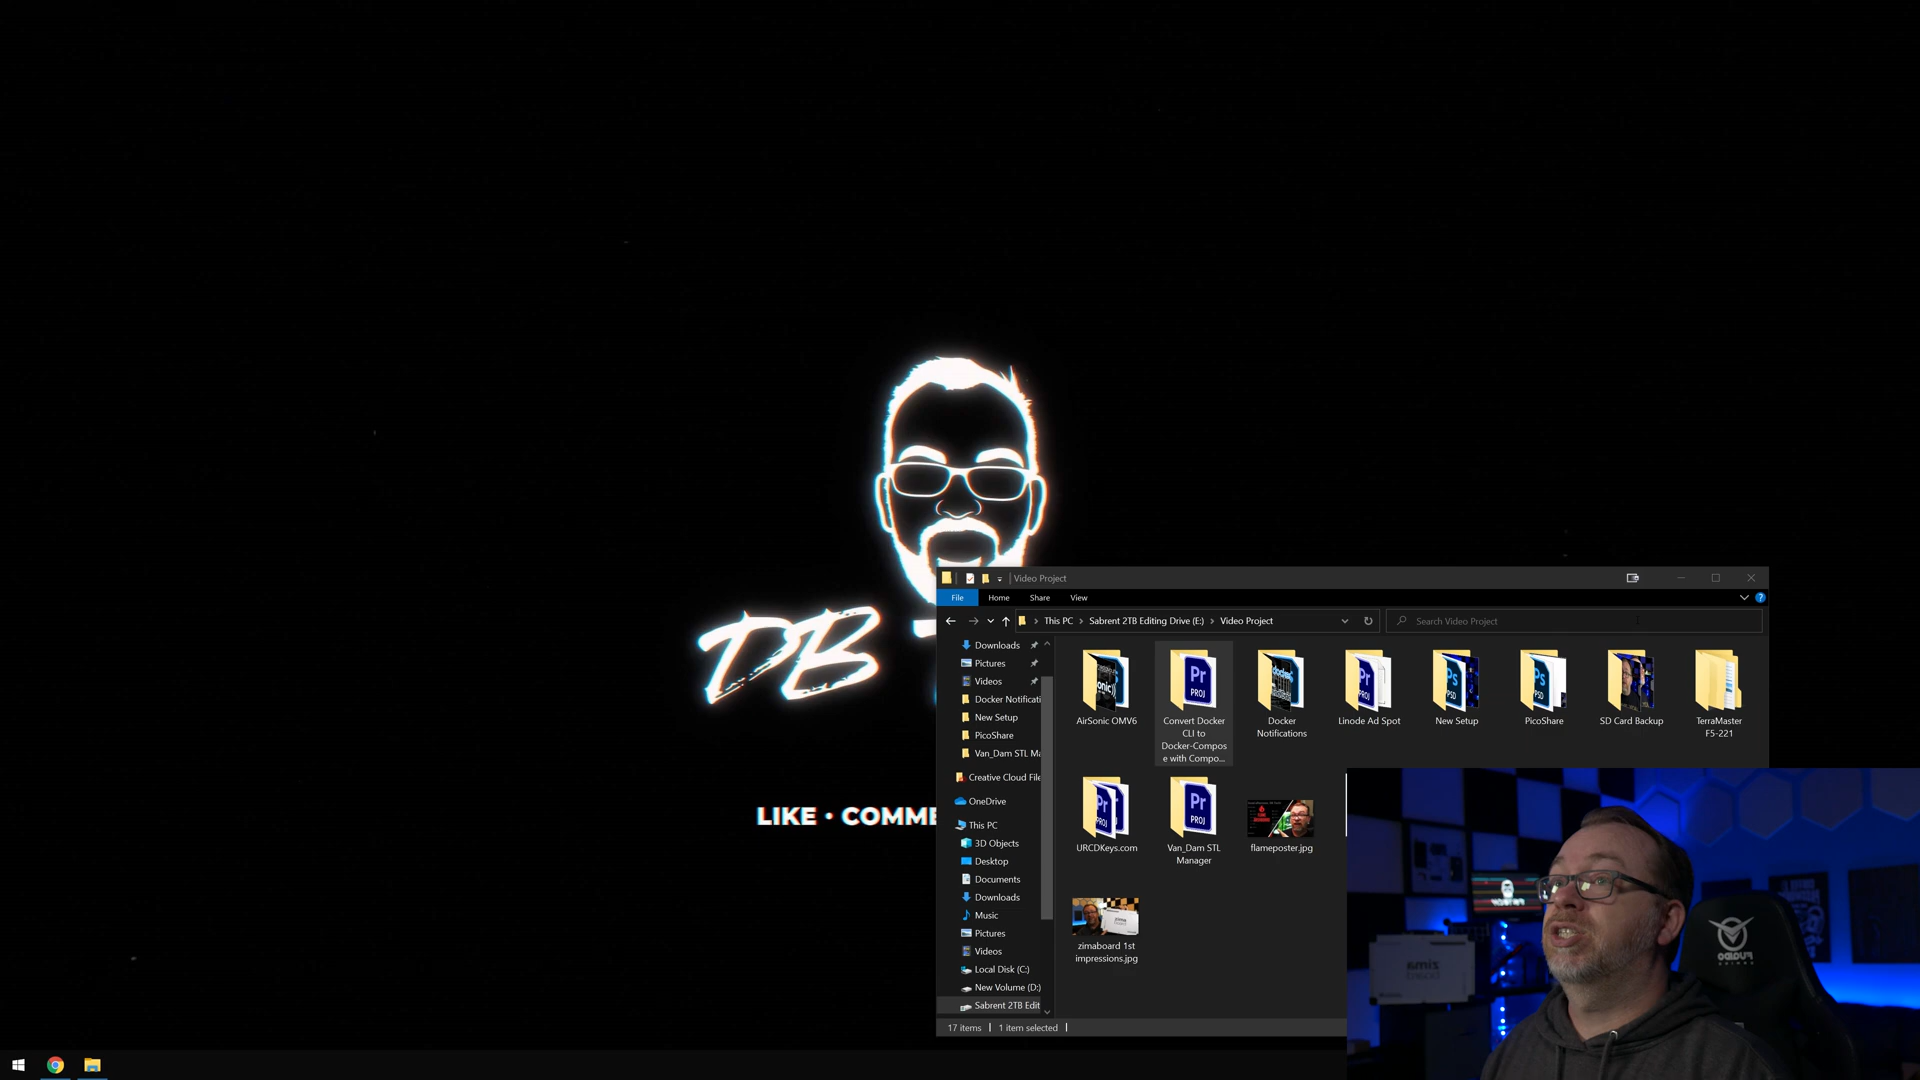 DB T
LIKE • COMME
Video Project
File
Home
Share
View
This PC
Sabrent 2TB Editing Drive (E:)
Video Project
Search Video Project
Downloads
Pictures
Videos
Docker Notificati
New Setup
PicoShare
Van_Dam STL Ma
Creative Cloud File
OneDrive
This PC
3D Objects
Desktop
Documents
Downloads
Music
Pictures
Videos
Local Disk (C:)
New Volume (D:)
Sabrent 2TB Edit
AirSonic OMV6
Convert Docker
CLI to
Docker-Compos
e with Compo...
Docker
Notifications
Linode Ad Spot
New Setup
PicoShare
SD Card Backup
TerraMaster
F5-221
URCDKeys.com
Van_Dam STL
Manager
flameposter.jpg
zimaboard 1st
impressions.jpg
17 items
1 item selected